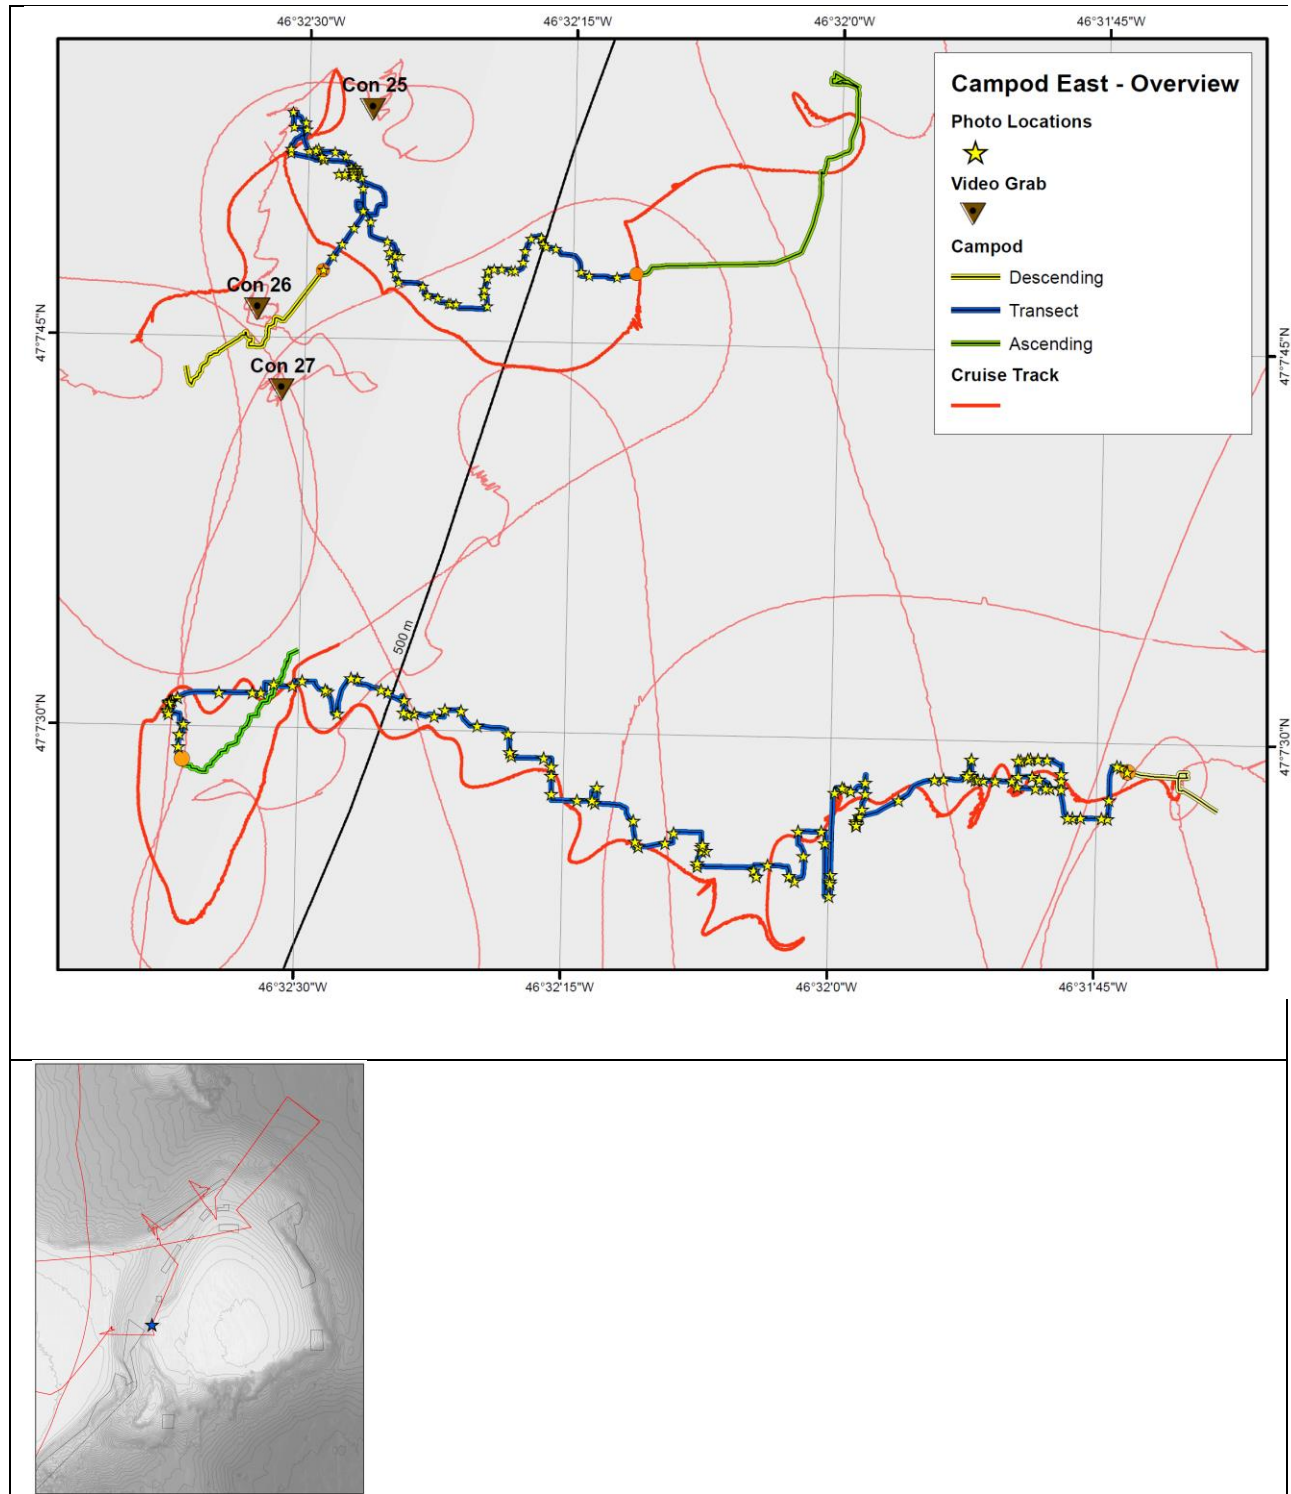 46°32'30"W 46°32'15"W 46°32'0"W 46°31'45"W
Campod East - Overview
Photo Locations
Video Grab
Campod
Descending
Transect
Ascending
Cruise Track
Con 25
Con 26
Con 27
47°7'45"N
47°7'45"N
500 m
47°7'30"N
47°7'30"N
46°32'30"W 46°32'15"W 46°32'0"W 46°31'45"W